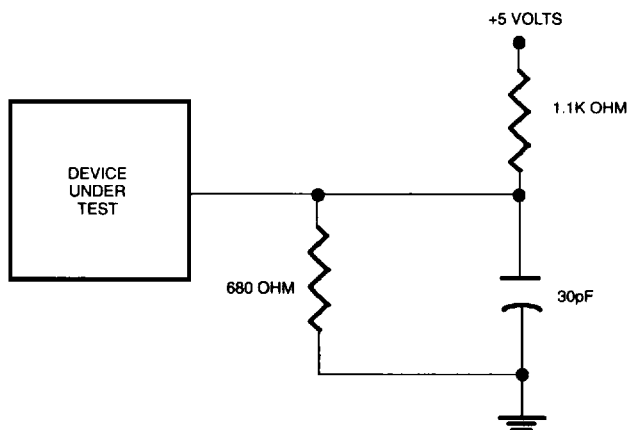 +5 VOLTS
1.1K OHM
DEVICE
UNDER
TEST
680 OHM
30pF